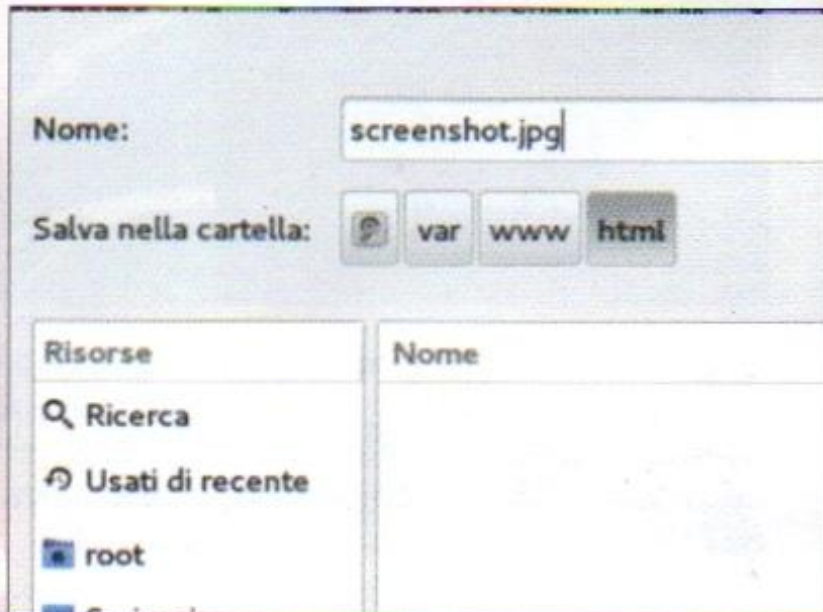 Nome: screenshot.jpg
Salva nella cartella: var www html
Risorse Nome
Ricerca
Usati di recente
root